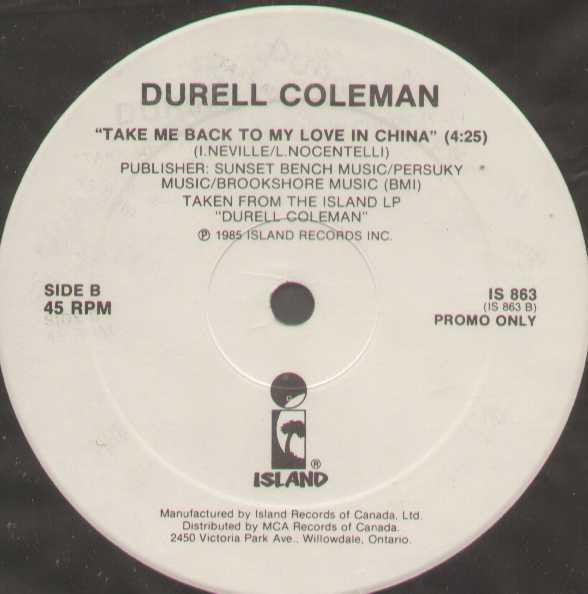 DURELL COLEMAN
"TAKE ME BACK TO MY LOVE IN CHINA" (4:25)
(I.NEVILLE/L.NOCENTELLI)
PUBLISHER: SUNSET BENCH MUSIC/PERSUKY
MUSIC/BROOKSHORE MUSIC (BMI)
TAKEN FROM THE ISLAND LP
"DURELL COLEMAN"
℗ 1985 ISLAND RECORDS INC.
SIDE B
45 RPM
IS 863
(IS 863 B)
PROMO ONLY
ISLAND®
Manufactured by Island Records of Canada, Ltd.
Distributed by MCA Records of Canada.
2450 Victoria Park Ave., Willowdale, Ontario.